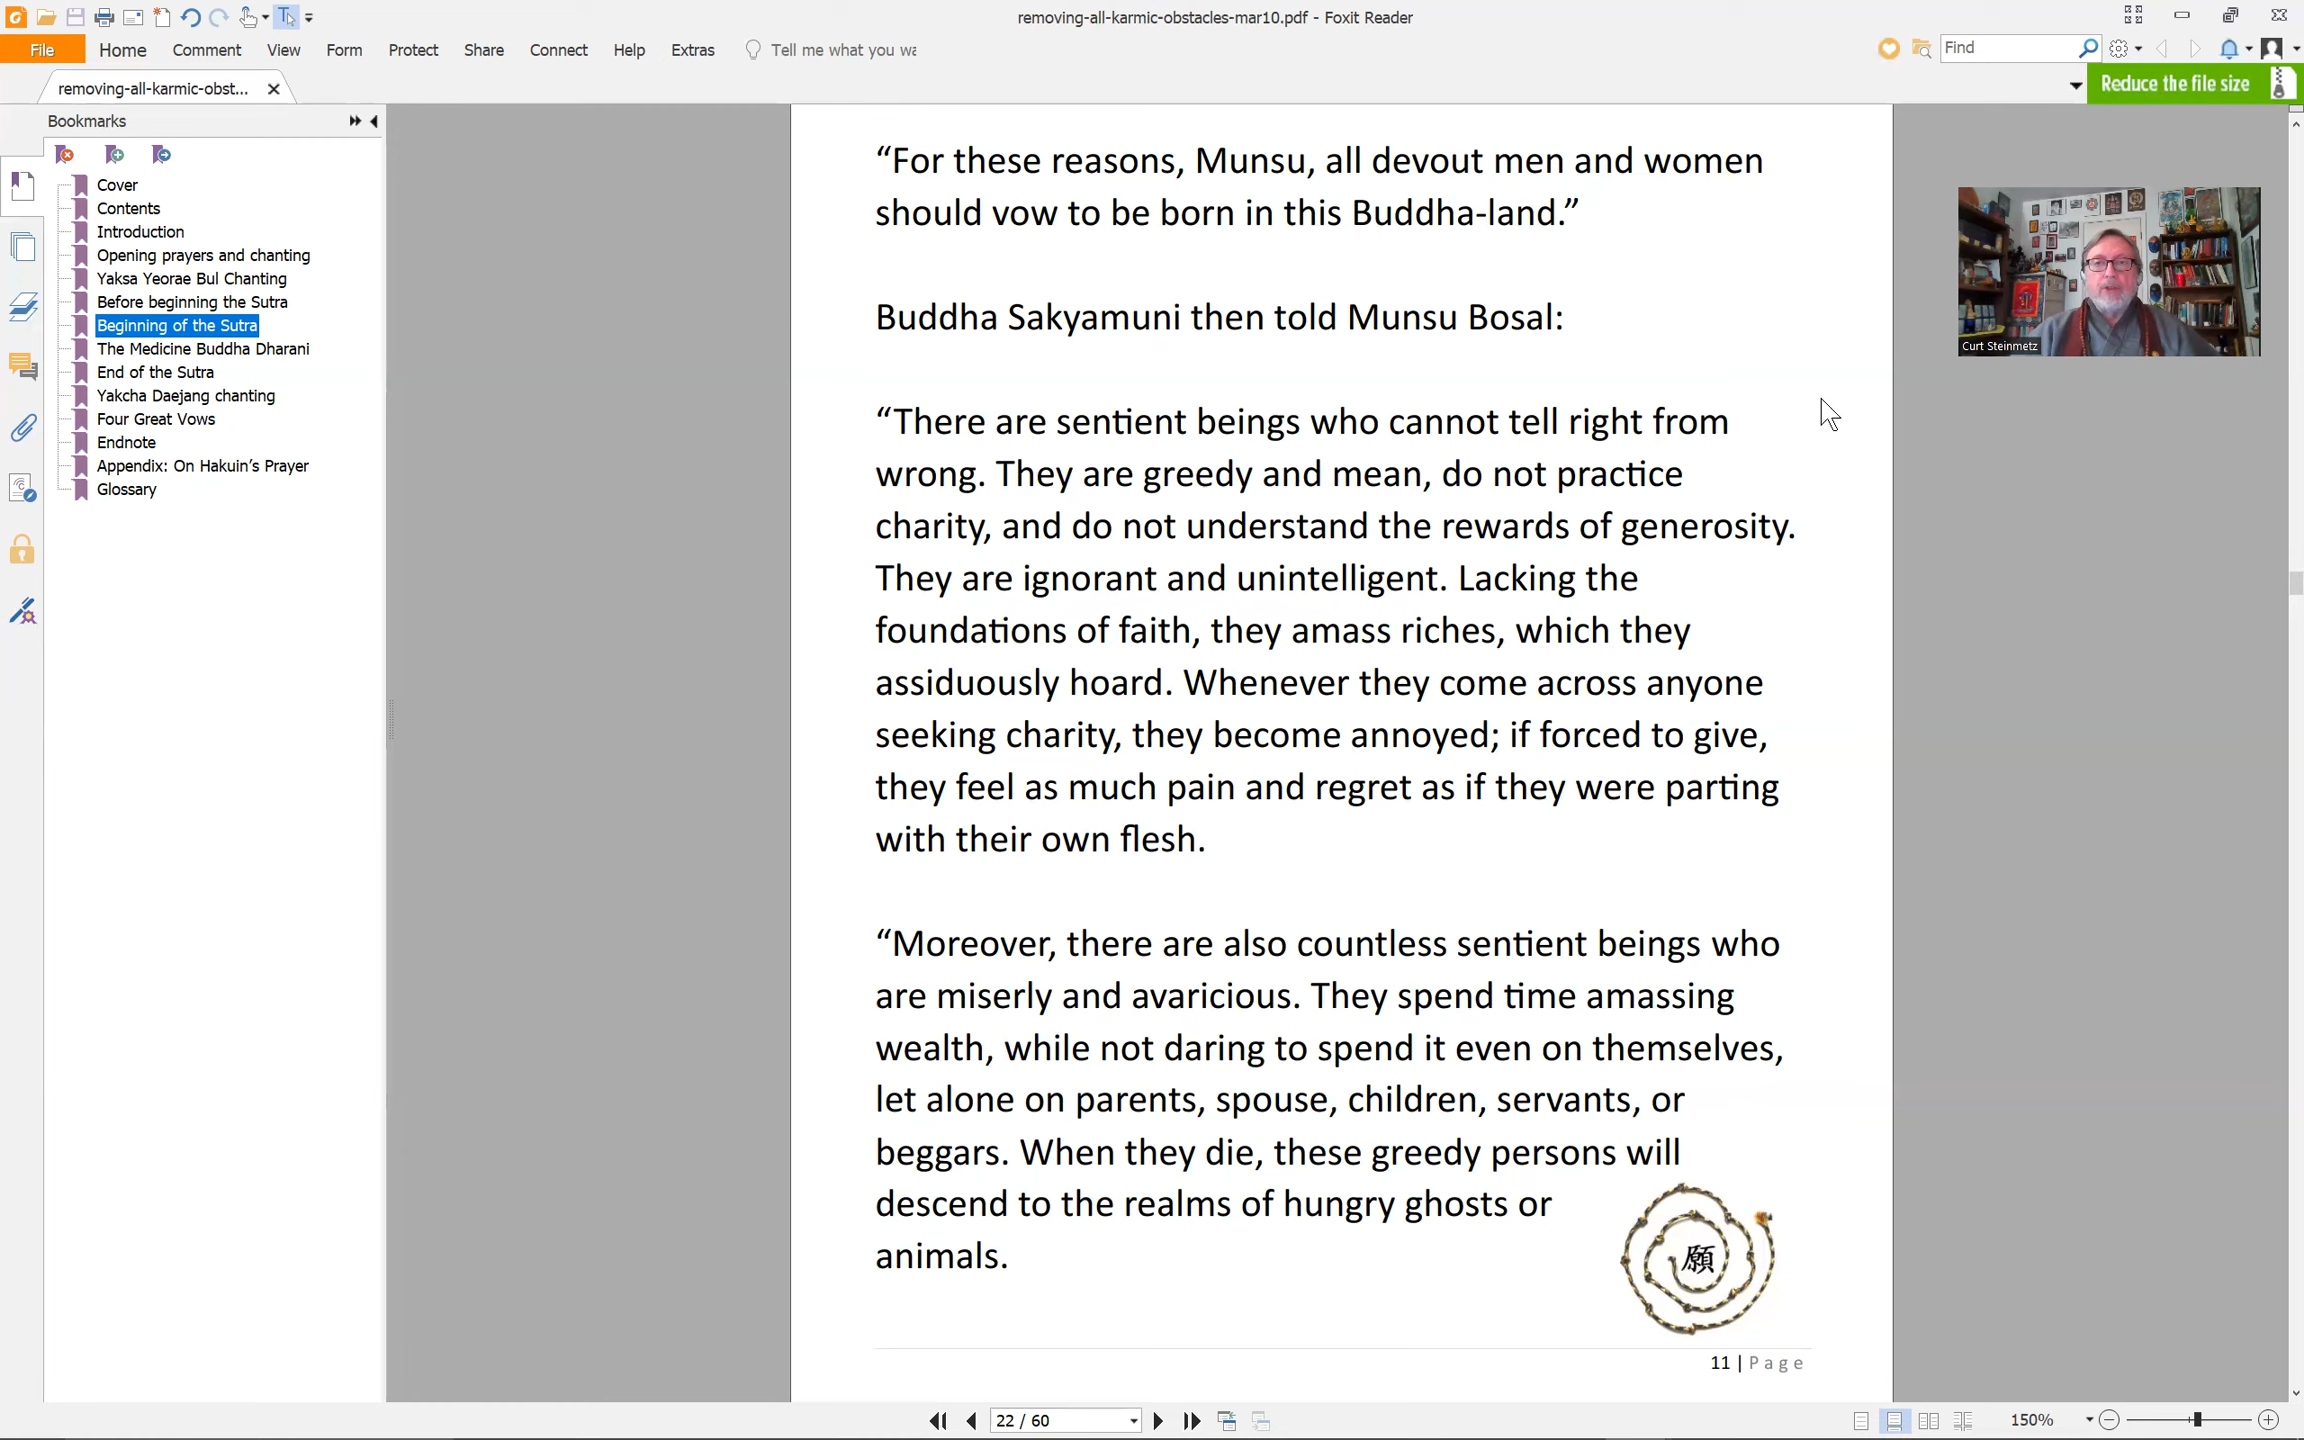 removing-all-karmic-obstacles-mar10.pdf - Foxit Reader
File Home Comment View Form Protect Share Connect Help Extras Tell me what you wa
Find
removing-all-karmic-obst...
Reduce the file size
Bookmarks
Cover
Contents
Introduction
Opening prayers and chanting
Yaksa Yeorae Bul Chanting
Before beginning the Sutra
Beginning of the Sutra
The Medicine Buddha Dharani
End of the Sutra
Yakcha Daejang chanting
Four Great Vows
Endnote
Appendix: On Hakuin’s Prayer
Glossary
“For these reasons, Munsu, all devout men and women
should vow to be born in this Buddha-land.”
Buddha Sakyamuni then told Munsu Bosal:
“There are sentient beings who cannot tell right from
wrong. They are greedy and mean, do not practice
charity, and do not understand the rewards of generosity.
They are ignorant and unintelligent. Lacking the
foundations of faith, they amass riches, which they
assiduously hoard. Whenever they come across anyone
seeking charity, they become annoyed; if forced to give,
they feel as much pain and regret as if they were parting
with their own flesh.
“Moreover, there are also countless sentient beings who
are miserly and avaricious. They spend time amassing
wealth, while not daring to spend it even on themselves,
let alone on parents, spouse, children, servants, or
beggars. When they die, these greedy persons will
descend to the realms of hungry ghosts or
animals.
願
11 | Page
Curt Steinmetz
22 / 60
150%